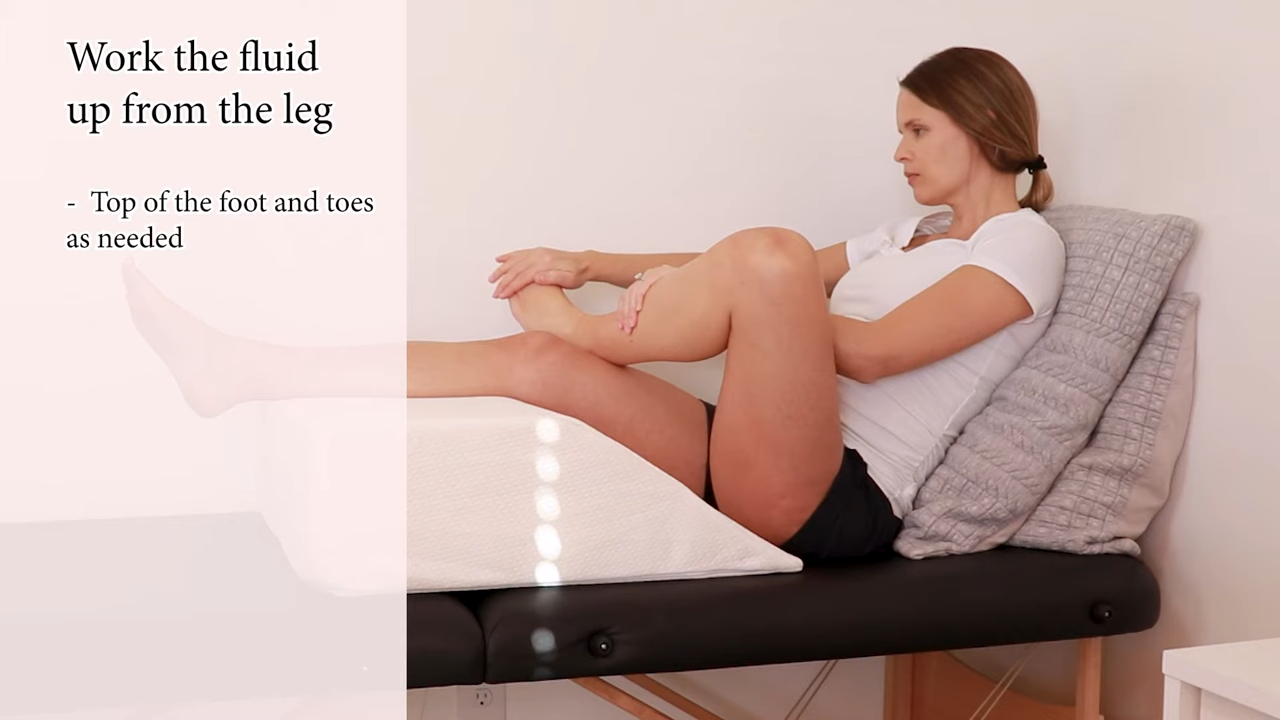 Work the fluid
up from the leg
- Top of the foot and toes
as needed